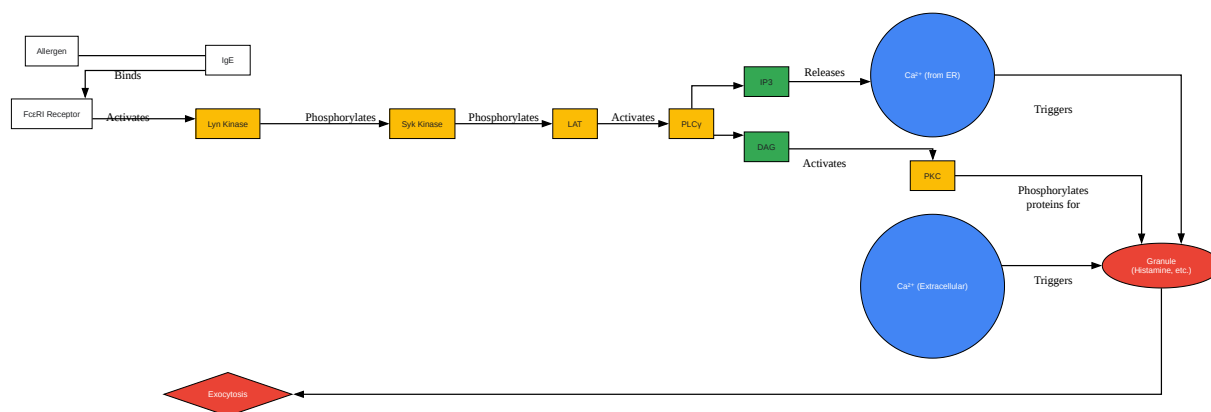 Allergen
IgE
Binds
FcεRI Receptor
Activates
Lyn Kinase
Phosphorylates
Syk Kinase
Phosphorylates
LAT
Activates
PLCγ
IP3
Releases
Ca²⁺ (from ER)
Triggers
DAG
Activates
PKC
Phosphorylates
proteins for
Ca²⁺ (Extracellular)
Triggers
Granule
(Histamine, etc.)
Exocytosis